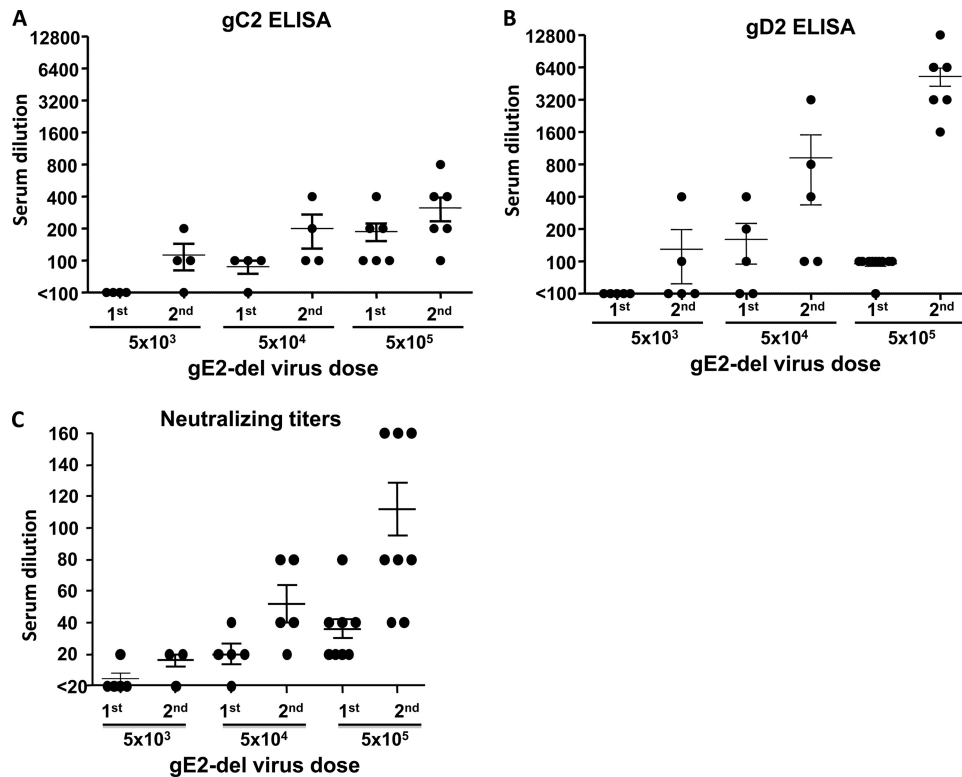 A
gC2 ELISA
Serum dilution
12800
6400
3200
1600
800
400
200
100
<100
1st 2nd 1st 2nd 1st 2nd
5x10³ 5x10⁴ 5x10⁵
gE2-del virus dose
B
gD2 ELISA
Serum dilution
12800
6400
3200
1600
800
400
200
100
<100
1st 2nd 1st 2nd 1st 2nd
5x10³ 5x10⁴ 5x10⁵
gE2-del virus dose
C
Neutralizing titers
Serum dilution
160
140
120
100
80
60
40
20
<20
1st 2nd 1st 2nd 1st 2nd
5x10³ 5x10⁴ 5x10⁵
gE2-del virus dose